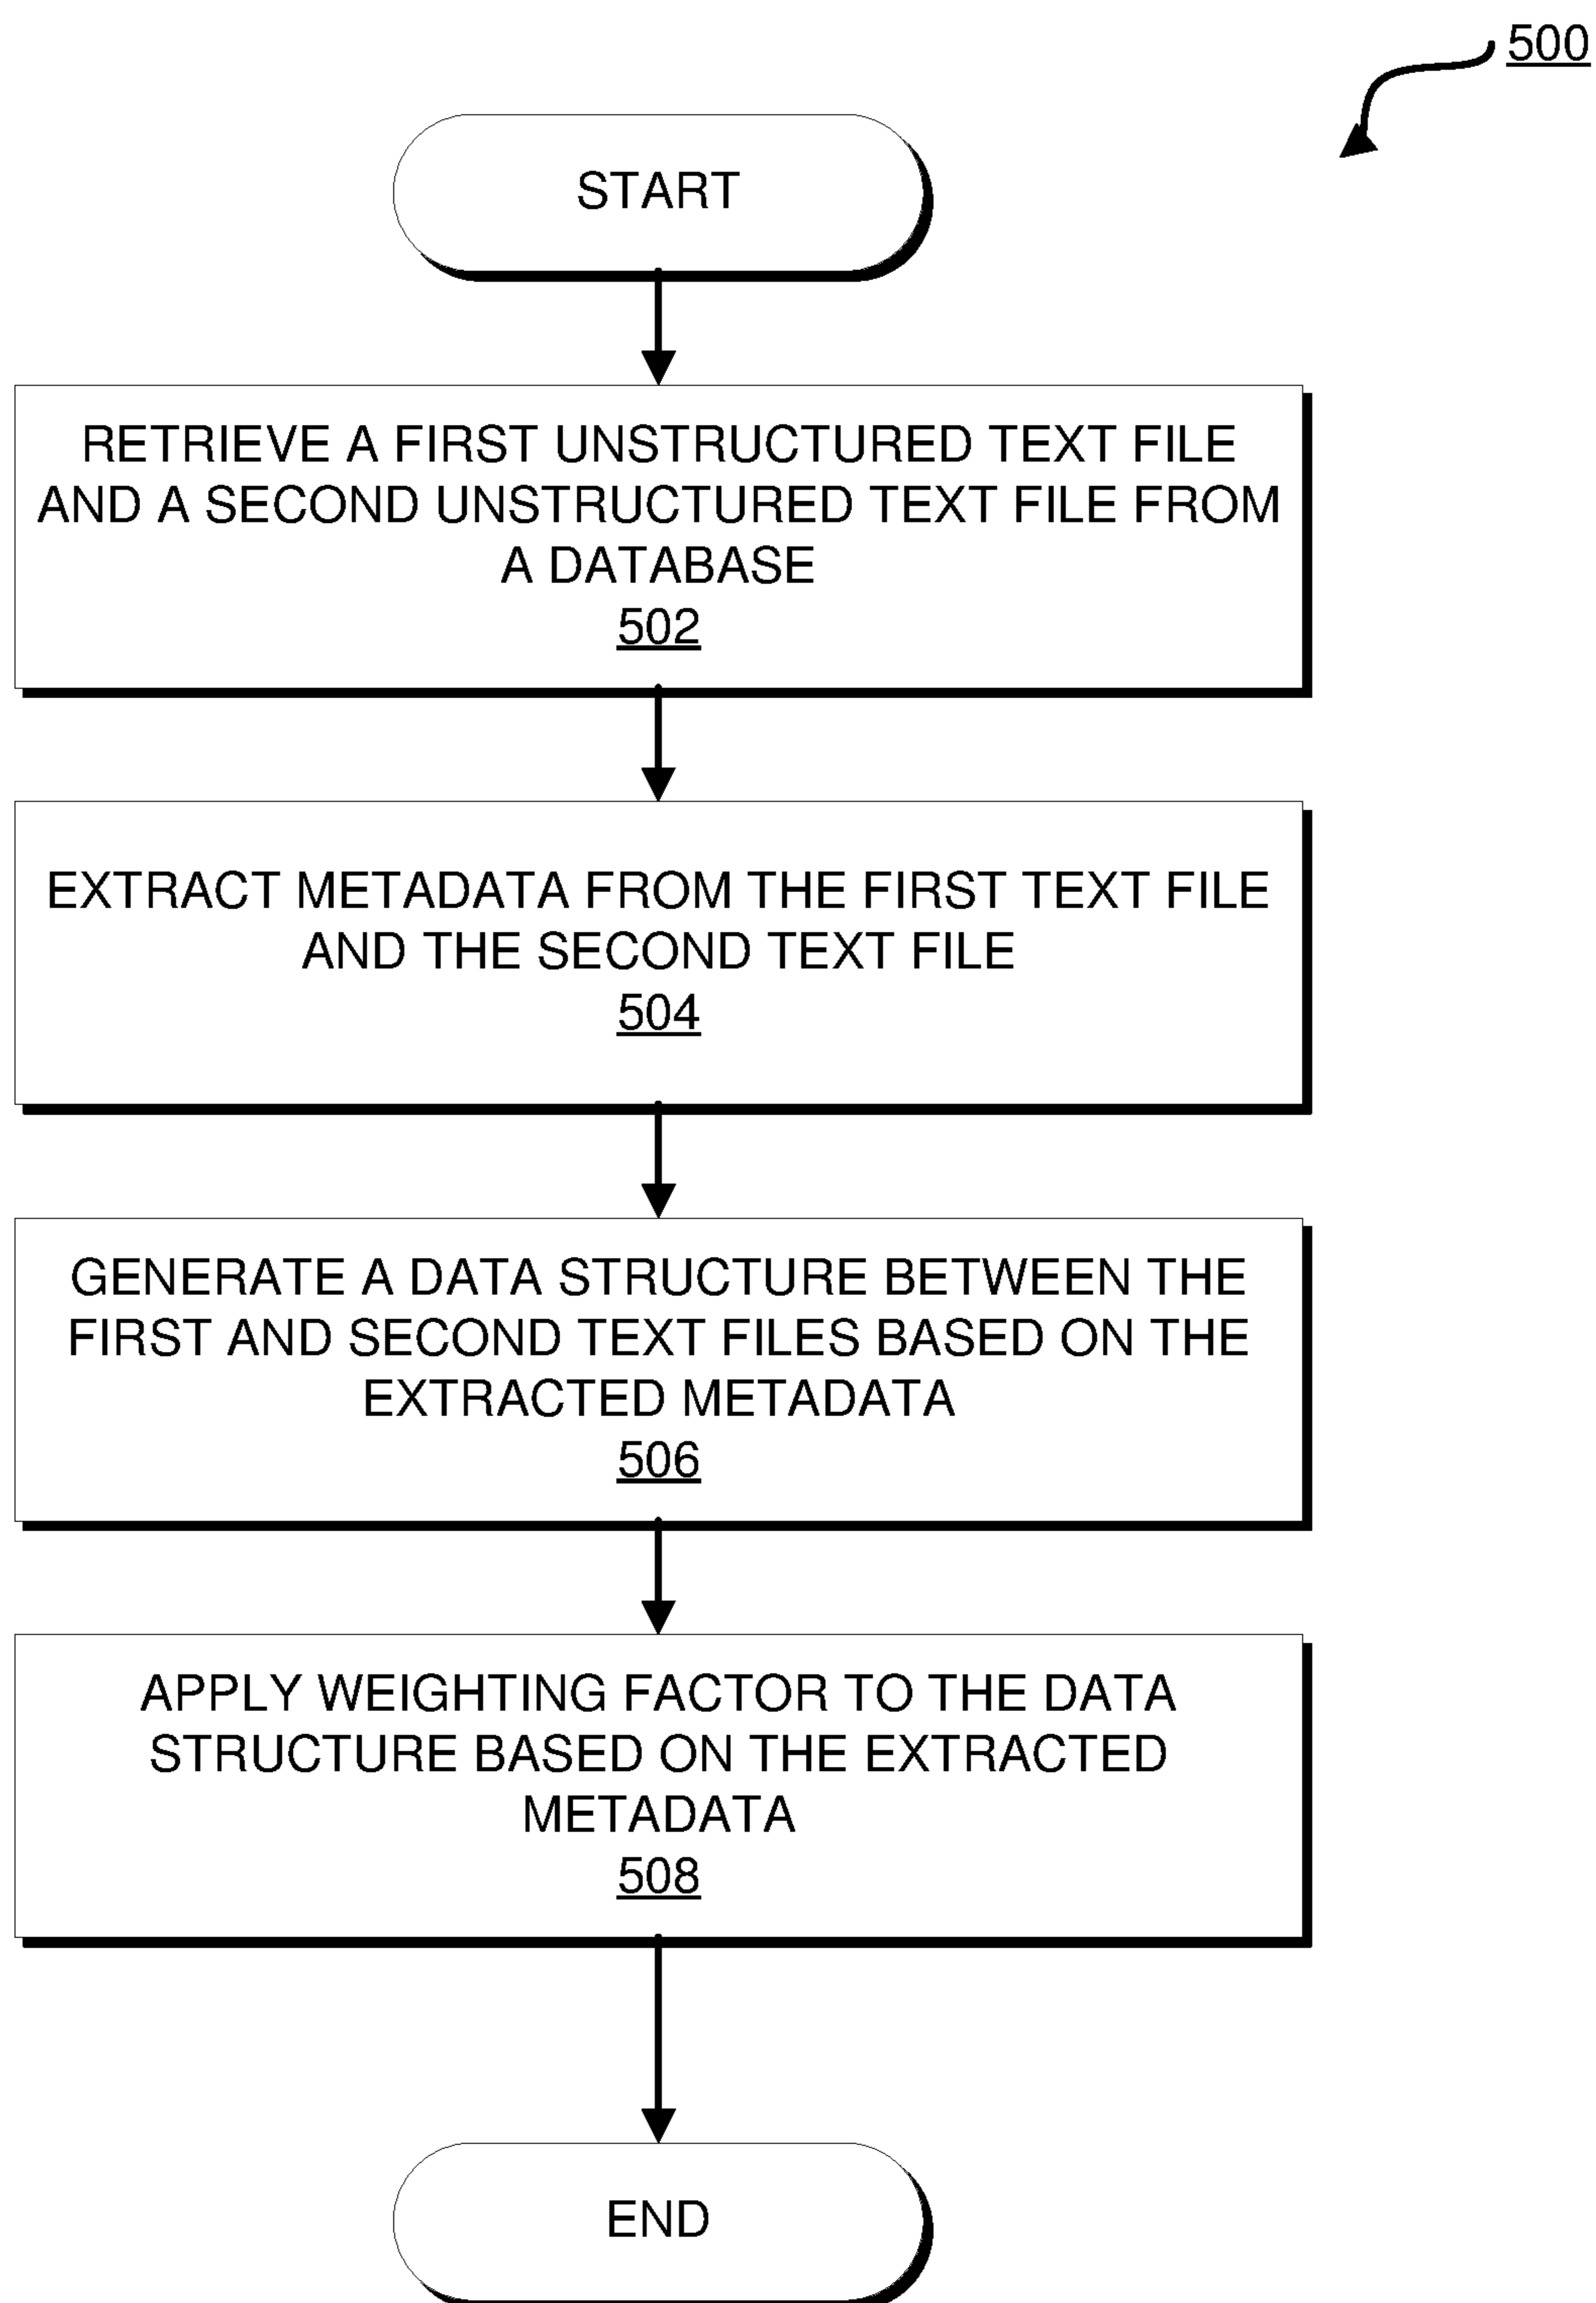 500
START
RETRIEVE A FIRST UNSTRUCTURED TEXT FILE
AND A SECOND UNSTRUCTURED TEXT FILE FROM
A DATABASE
502
EXTRACT METADATA FROM THE FIRST TEXT FILE
AND THE SECOND TEXT FILE
504
GENERATE A DATA STRUCTURE BETWEEN THE
FIRST AND SECOND TEXT FILES BASED ON THE
EXTRACTED METADATA
506
APPLY WEIGHTING FACTOR TO THE DATA
STRUCTURE BASED ON THE EXTRACTED
METADATA
508
END